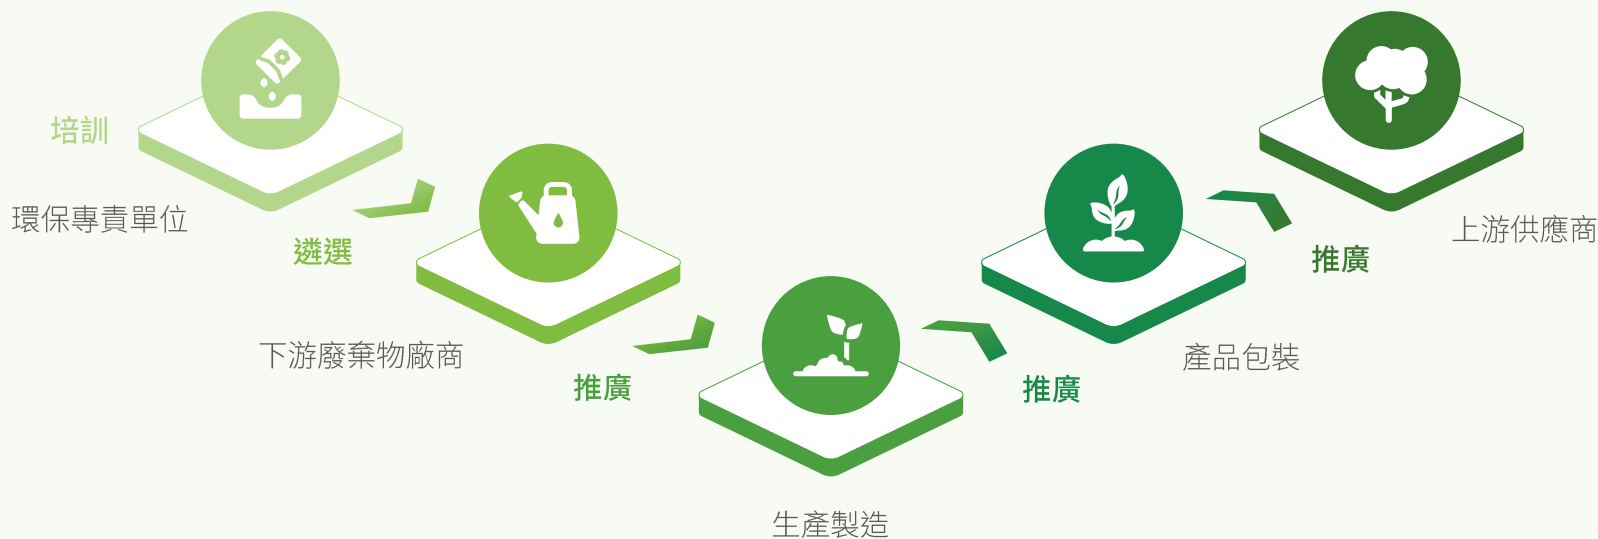 培訓
環保專責單位
遴選
下游廢棄物廠商
推廣
生產製造
推廣
產品包裝
推廣
上游供應商